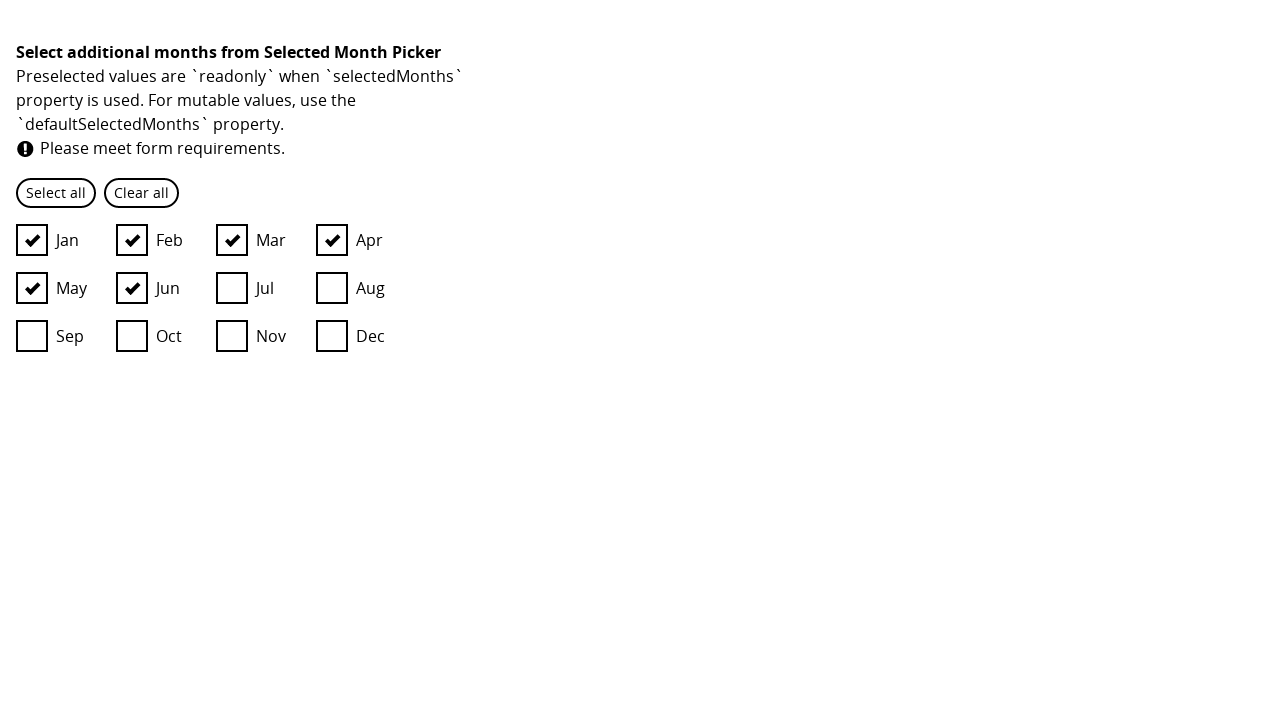 Select additional months from Selected Month Picker
Preselected values are `readonly` when `selectedMonths`
property is used. For mutable values, use the
`defaultSelectedMonths` property.
Please meet form requirements.
Select all Clear all
Jan Feb Mar Apr
May Jun Jul Aug
Sep Oct Nov Dec